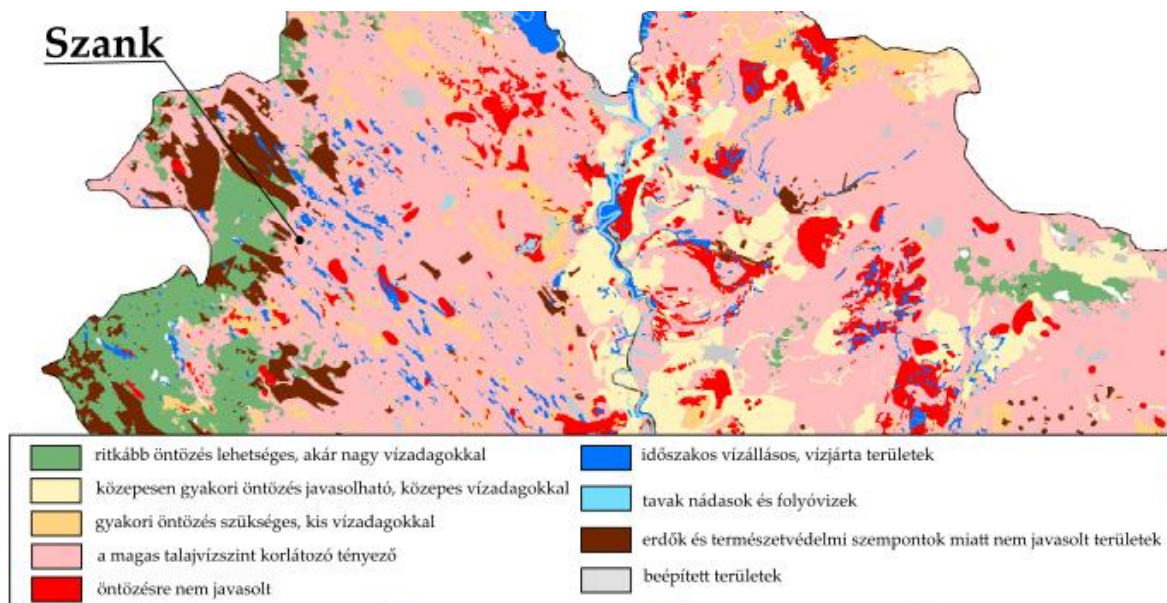 Szank
ritkább öntözés lehetséges, akár nagy vízadagokkal
közepesen gyakori öntözés javasolható, közepes vízadagokkal
gyakori öntözés szükséges, kis vízadagokkal
a magas talajvízszint korlátozó tényező
öntözésre nem javasolt
időszakos vízállásos, vízjárta területek
tavak nádasok és folyóvizek
erdők és természetvédelmi szempontok miatt nem javasolt területek
beépített területek